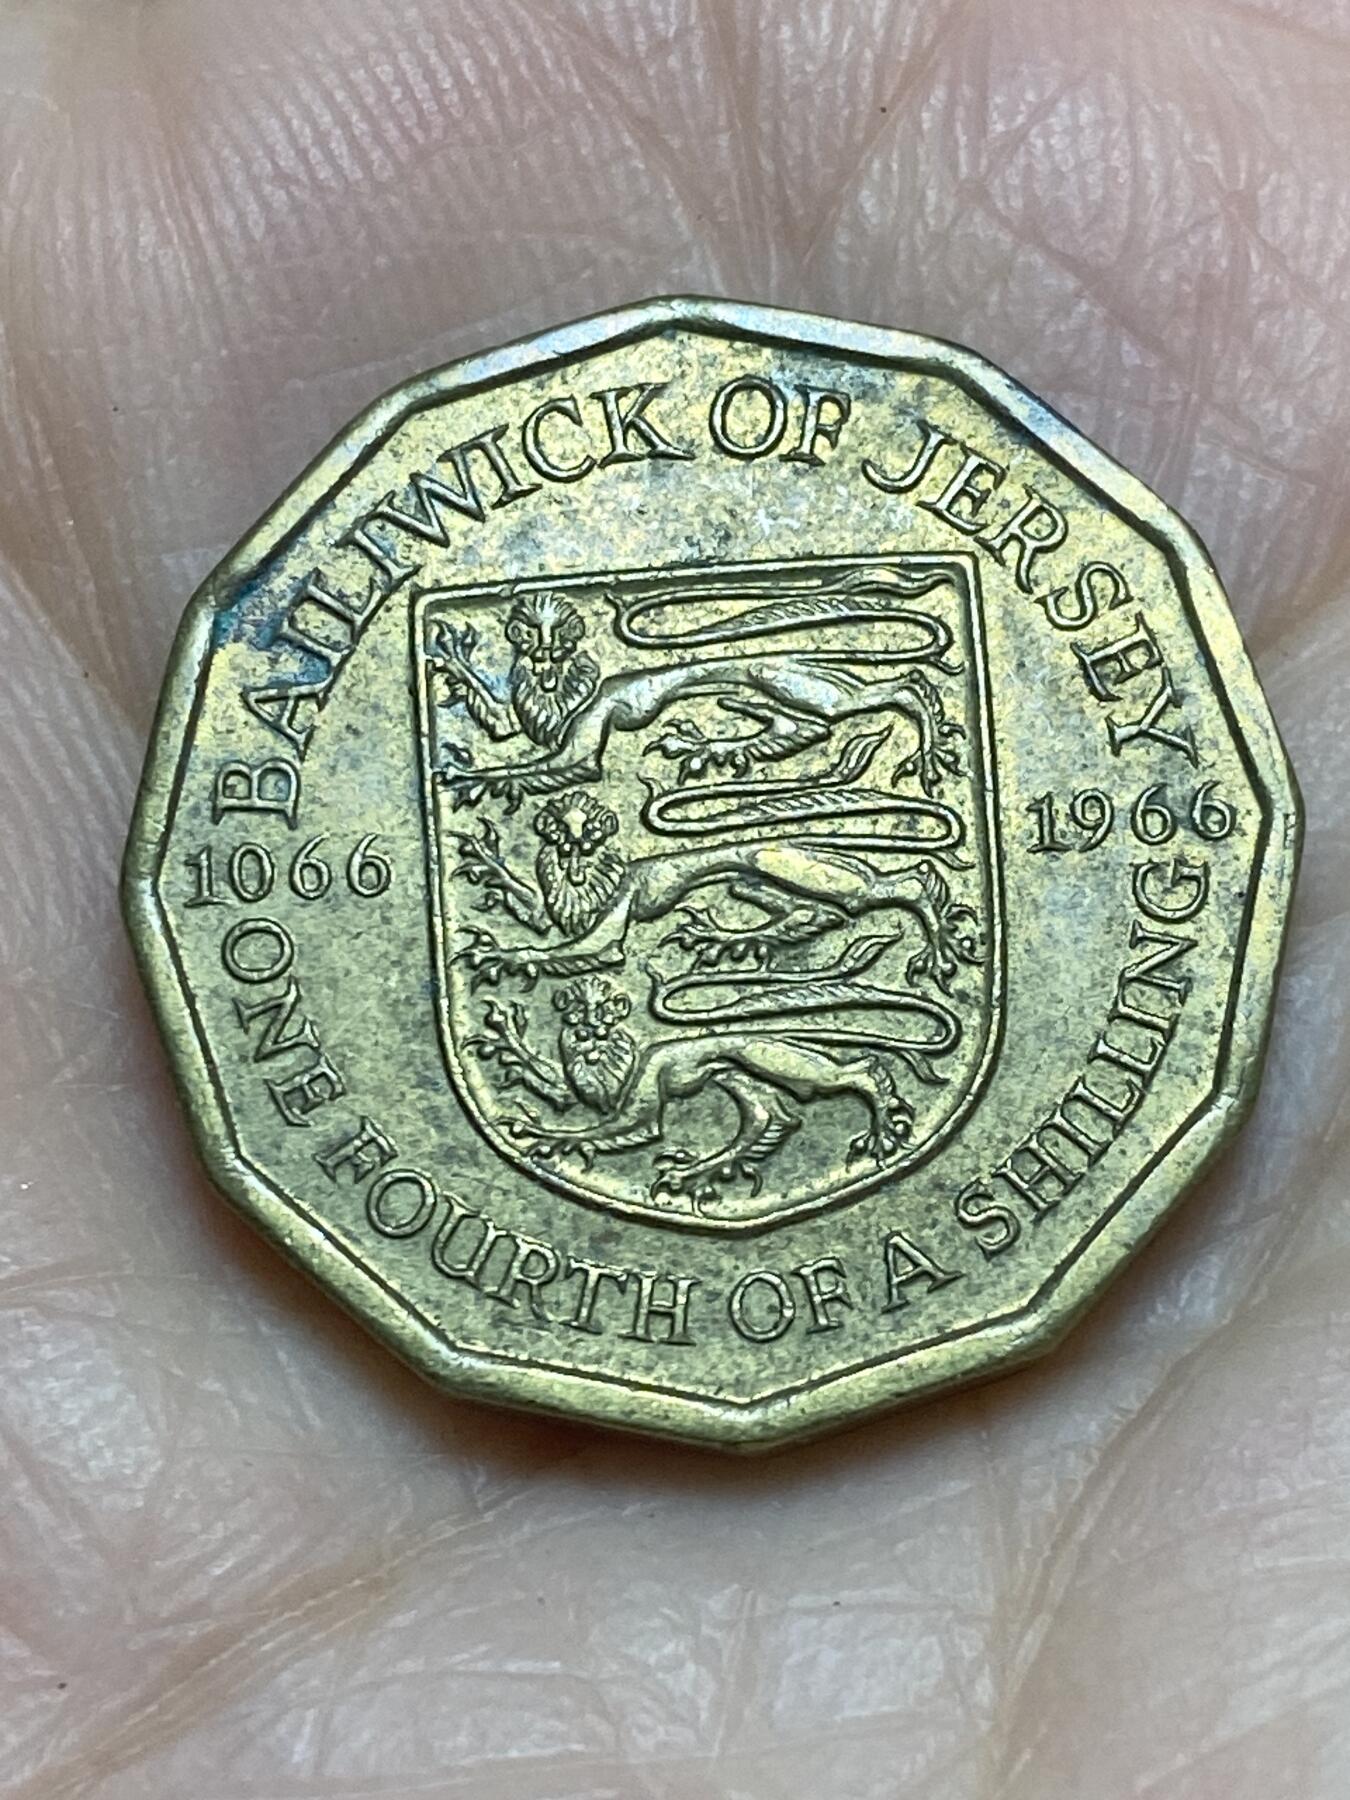 BAILIWICK OF JERSEY
1066
1966
ONE FOURTH OF A SHILLING